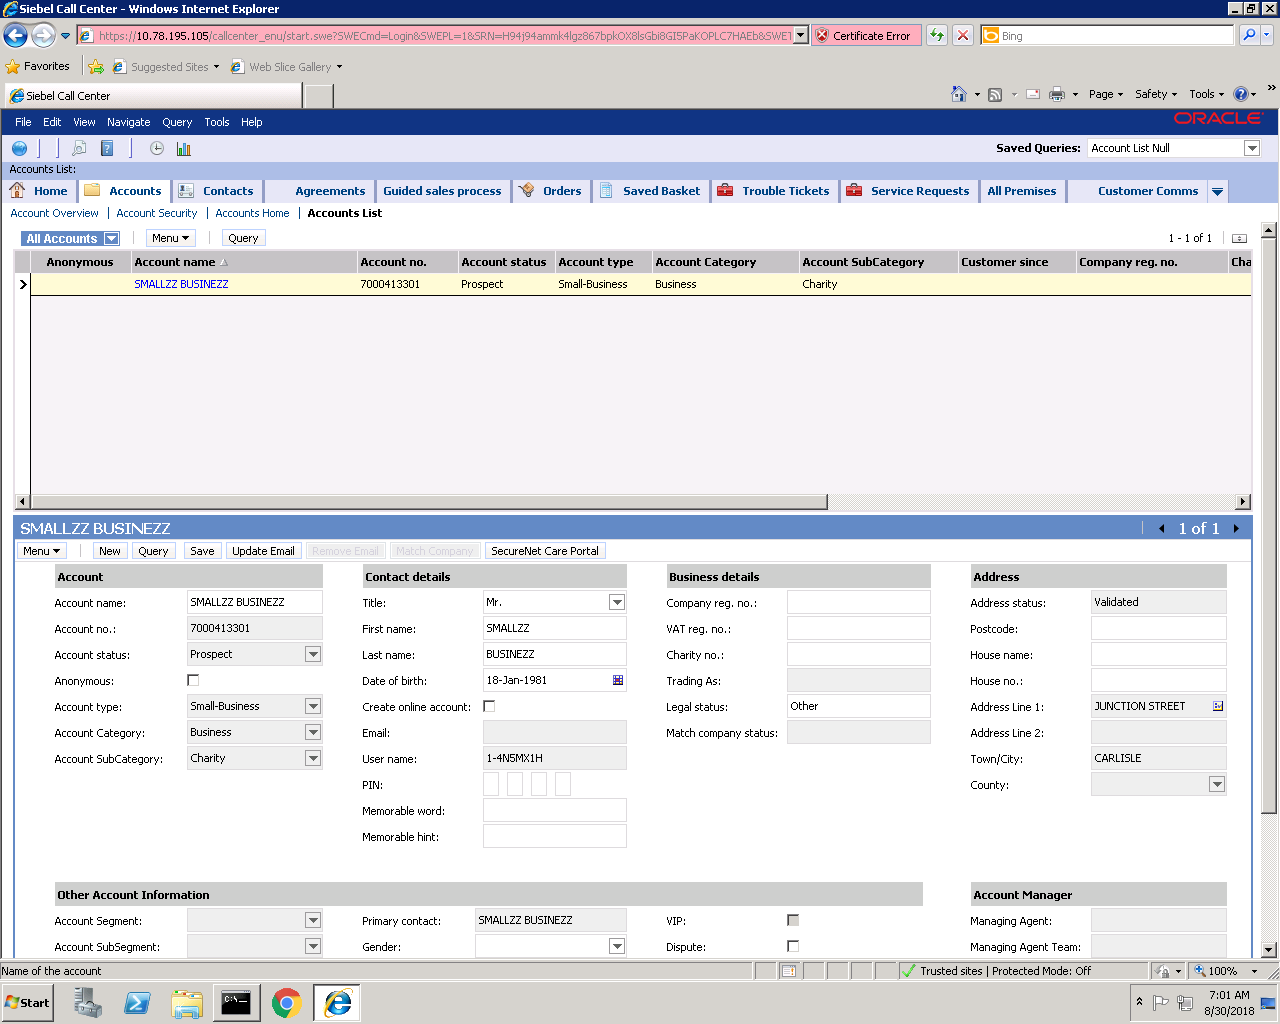 Siebel Call Center - Windows Internet Explorer
https://10.78.195.105/callcenter_enu/start.swe?SWECmd=Login&SWEPL=1&SRN=
Certificate Error
Bing
Favorites
Suggested Sites
Web Slice Gallery
Siebel Call Center
Page
Safety
Tools
»
File Edit View Navigate Query Tools Help
ORACLE
Saved Queries: Account List Null
Accounts List:
Home Accounts Contacts Agreements Guided sales process Orders Saved Basket Trouble Tickets Service Requests All Premises Customer Comms
Account Overview | Account Security | Accounts Home | Accounts List
All Accounts Menu Query 1 - 1 of 1
Anonymous Account name Account no. Account status Account type Account Category Account SubCategory Customer since Company reg. no. Cha
SMALLZZ BUSINEZZ 7000413301 Prospect Small-Business Business Charity
SMALLZZ BUSINEZZ 1 of 1
Menu New Query Save Update Email Remove Email Match Company SecureNet Care Portal
Account Contact details Business details Address
Account name: SMALLZZ BUSINEZZ Title: Mr. Company reg. no.: Address status: Validated
Account no.: 7000413301 First name: SMALLZZ VAT reg. no.: Postcode:
Account status: Prospect Last name: BUSINEZZ Charity no.: House name:
Anonymous: Date of birth: 18-Jan-1981 Trading As: House no.:
Account type: Small-Business Create online account: Legal status: Other Address Line 1: JUNCTION STREET
Account Category: Business Email: Match company status: Address Line 2:
Account SubCategory: Charity User name: 1-4N5MX1H Town/City: CARLISLE
PIN: County:
Memorable word:
Memorable hint:
Other Account Information Account Manager
Account Segment: Primary contact: SMALLZZ BUSINEZZ VIP: Managing Agent:
Account SubSegment: Gender: Dispute: Managing Agent Team:
Name of the account Trusted sites | Protected Mode: Off 100%
Start C:\ 7:01 AM
8/30/2018